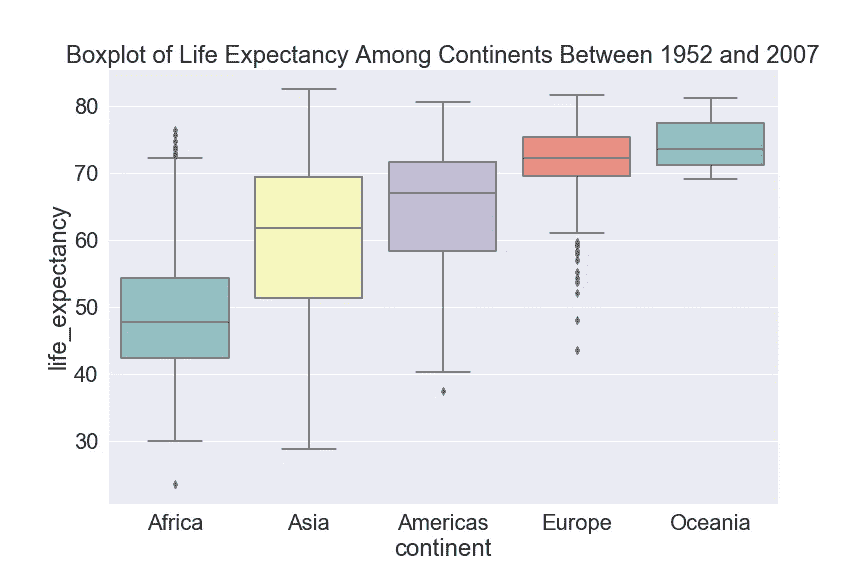 Boxplot of Life Expectancy Among Continents Between 1952 and 2007
80
70
60
50
40
30
life_expectancy
Africa Asia Americas Europe Oceania
continent